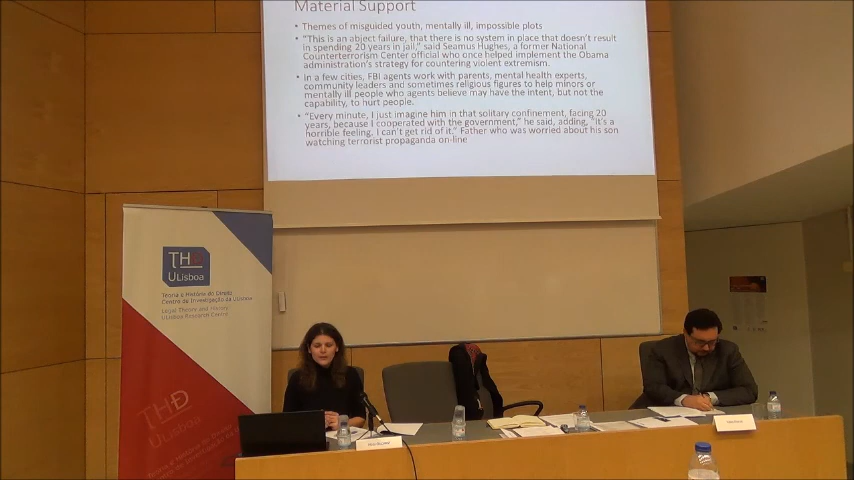 Material Support
• Themes of misguided youth, mentally ill, impossible plots
• "This is an abject failure, that there is no system in place that doesn't result
in spending 20 years in jail," said Seamus Hughes, a former National
Counterterrorism Center official who once helped implement the Obama
administration's strategy for countering violent extremism.
• In a few cities, FBI agents work with parents, mental health experts,
community leaders and sometimes religious figures to help minors or
mentally ill people who agents believe may have the intent, but not the
capability, to hurt people.
• "Every minute, I just imagine him in that solitary confinement, facing 20
years, because I cooperated with the government," he said, adding, "it's a
horrible feeling. I can't get rid of it." Father who was worried about his son
watching terrorist propaganda on-line
THD
ULisboa
Teoria e História do Direito
Centro de Investigação da ULisboa
Legal Theory and History
ULisboa Research Centre
THD
ULisboa
Teoria e História do